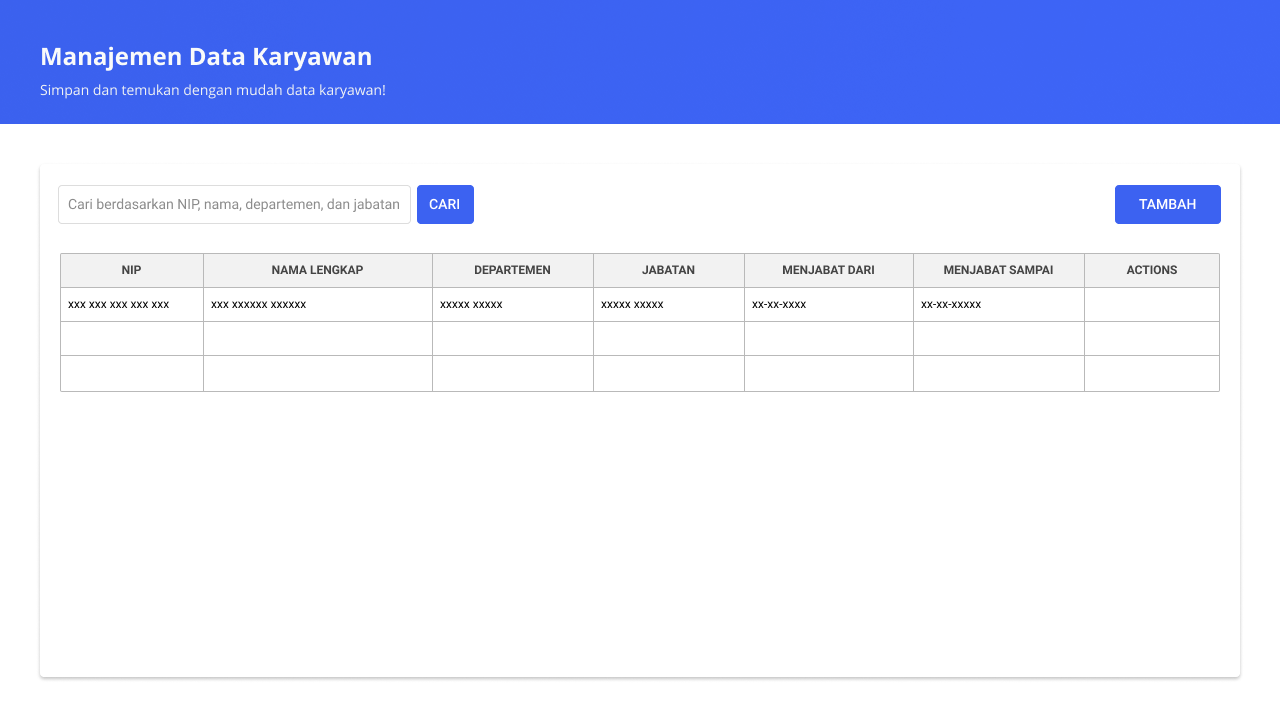 Manajemen Data Karyawan
Simpan dan temukan dengan mudah data karyawan!
Cari berdasarkan NIP, nama, departemen, dan jabatan CARI TAMBAH
NIP NAMA LENGKAP DEPARTEMEN JABATAN MENJABAT DARI MENJABAT SAMPAI ACTIONS
xxx xxx xxx xxx xxx xxx xxxxxx xxxxxx xxxxx xxxxx xxxxx xxxxx xx-xx-xxxx xx-xx-xxxxx